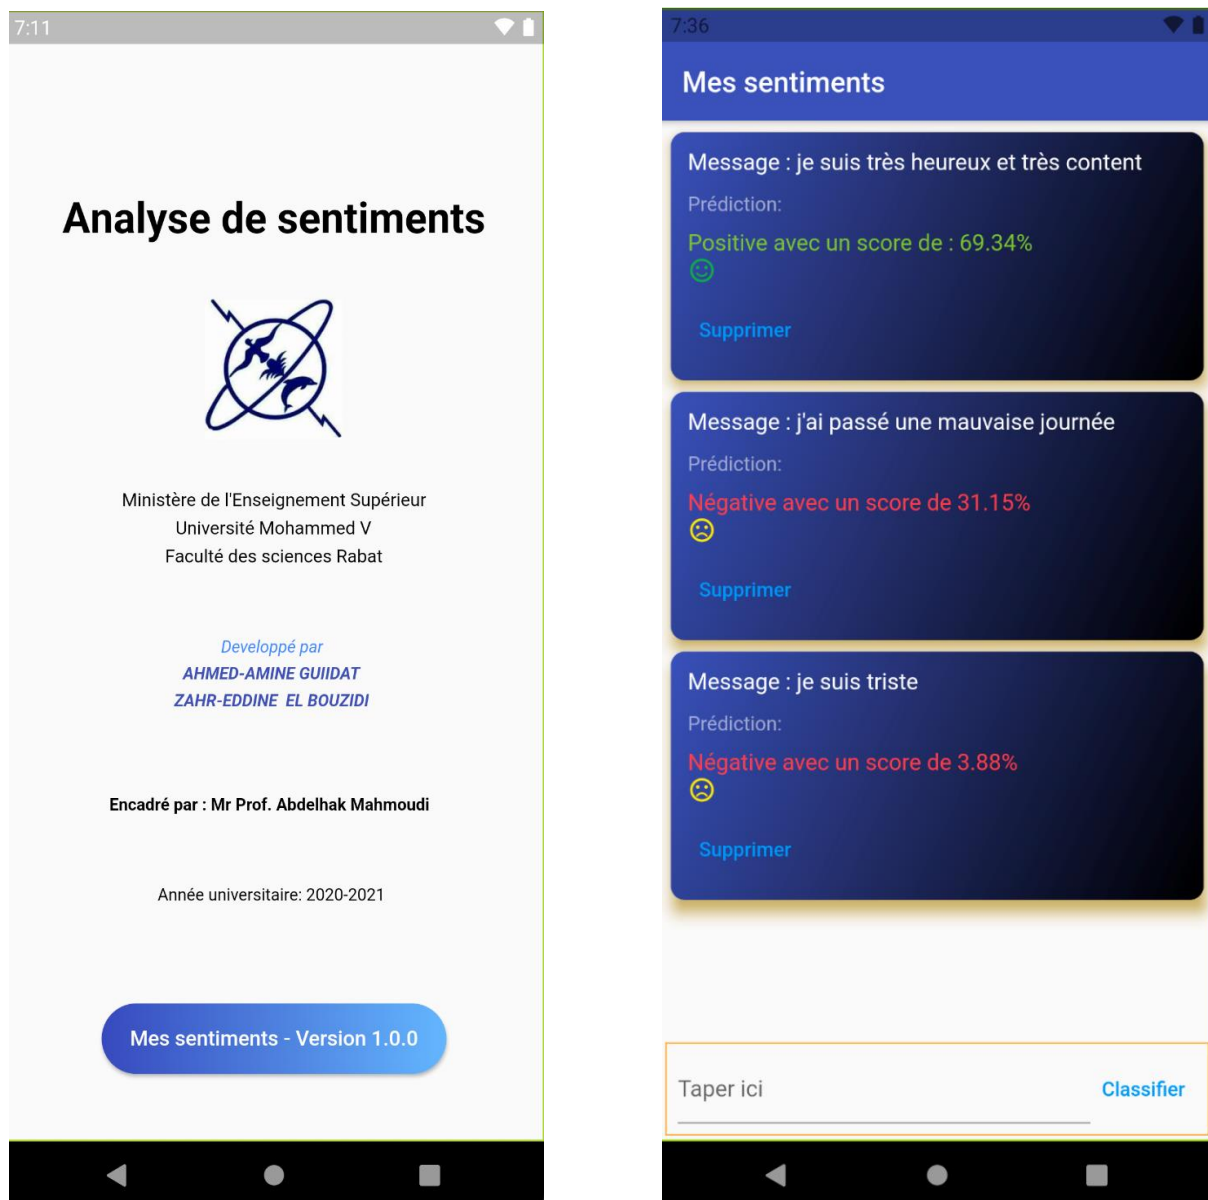 7:11
Analyse de sentiments
Ministère de l'Enseignement Supérieur
Université Mohammed V
Faculté des sciences Rabat
Developpé par
AHMED-AMINE GUIIDAT
ZAHR-EDDINE EL BOUZIDI
Encadré par : Mr Prof. Abdelhak Mahmoudi
Année universitaire: 2020-2021
Mes sentiments - Version 1.0.0
7:36
Mes sentiments
Message : je suis très heureux et très content
Prédiction:
Positive avec un score de : 69.34%
Supprimer
Message : j'ai passé une mauvaise journée
Prédiction:
Négative avec un score de 31.15%
Supprimer
Message : je suis triste
Prédiction:
Négative avec un score de 3.88%
Supprimer
Taper ici
Classifier